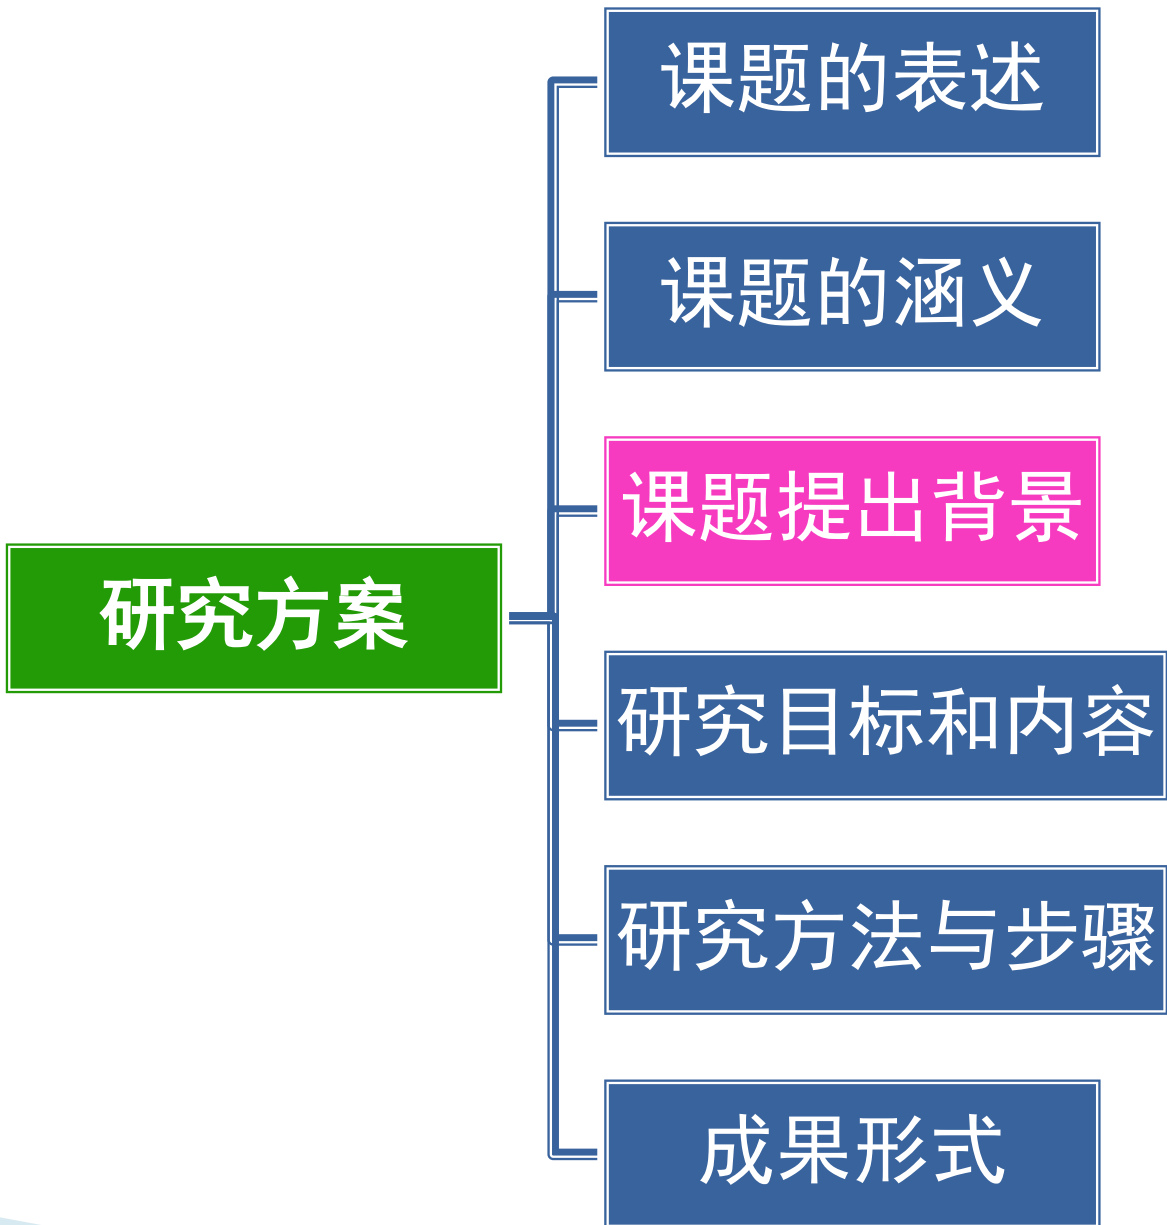 课题的表述
课题的涵义
课题提出背景
研究方案
研究目标和内容
研究方法与步骤
成果形式